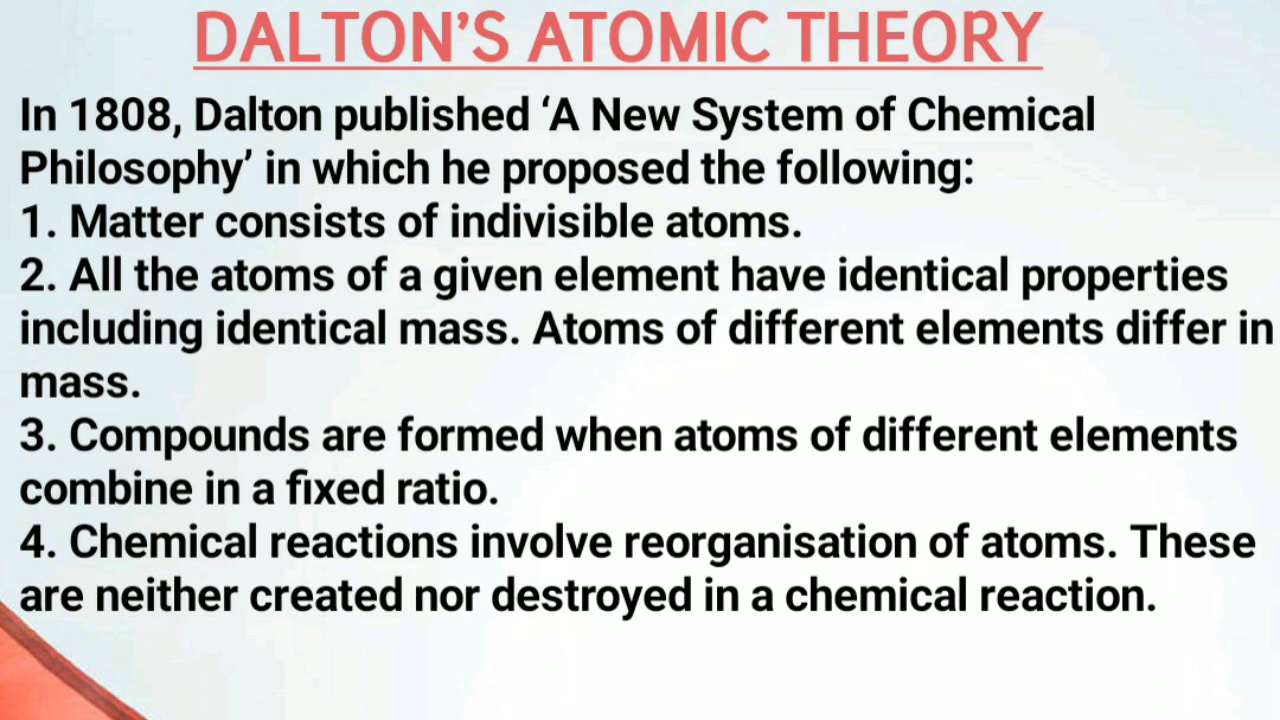 DALTON’S ATOMIC THEORY
In 1808, Dalton published ‘A New System of Chemical
Philosophy’ in which he proposed the following:
1. Matter consists of indivisible atoms.
2. All the atoms of a given element have identical properties
including identical mass. Atoms of different elements differ in
mass.
3. Compounds are formed when atoms of different elements
combine in a fixed ratio.
4. Chemical reactions involve reorganisation of atoms. These
are neither created nor destroyed in a chemical reaction.